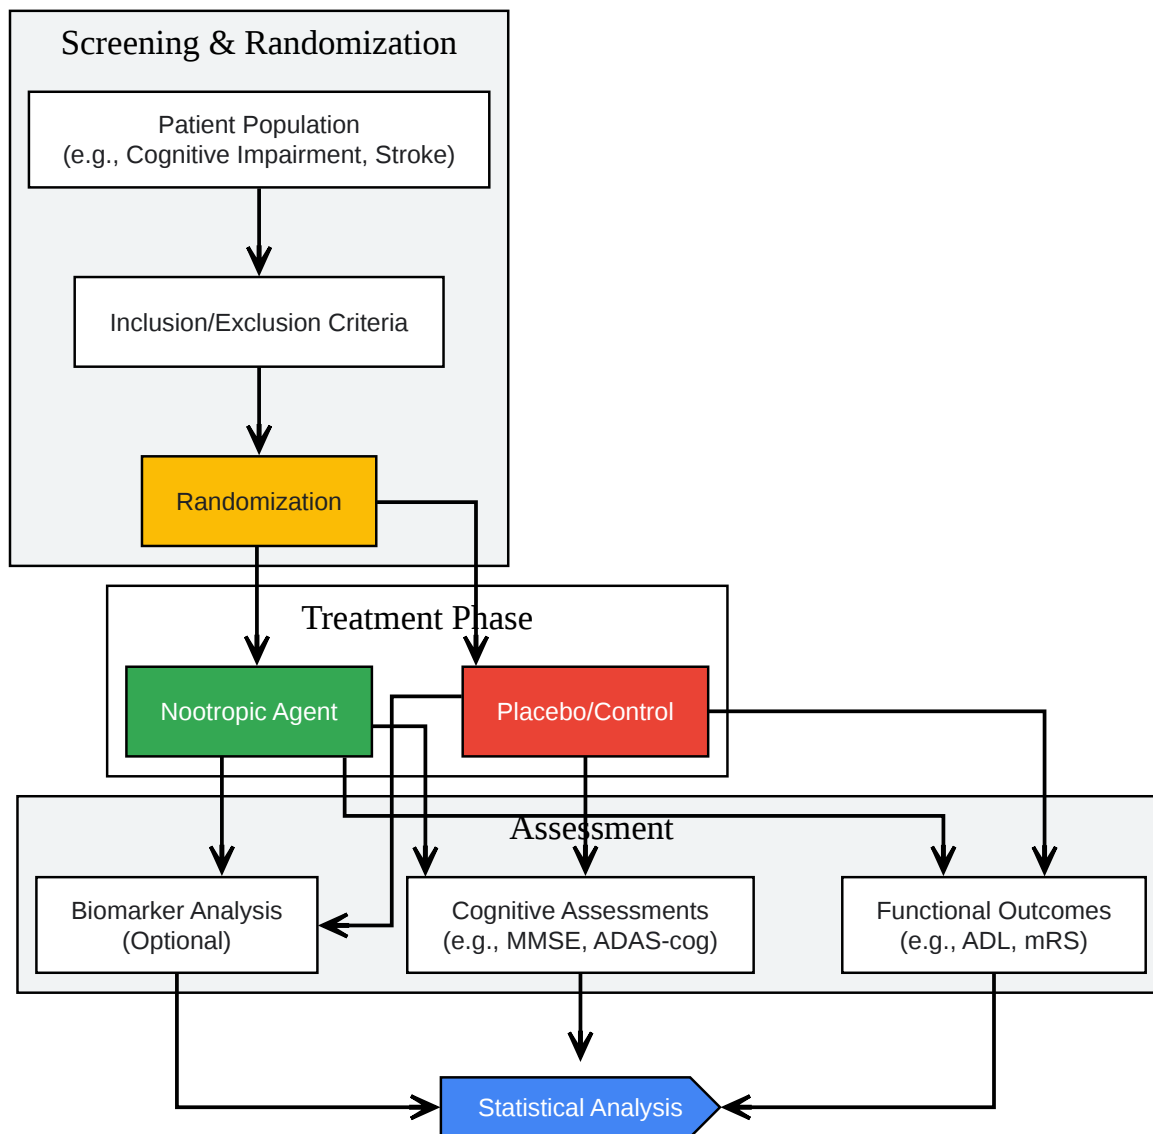 Screening & Randomization
Patient Population
(e.g., Cognitive Impairment, Stroke)
Inclusion/Exclusion Criteria
Randomization
Treatment Phase
Nootropic Agent
Placebo/Control
Assessment
Biomarker Analysis
(Optional)
Cognitive Assessments
(e.g., MMSE, ADAS-cog)
Functional Outcomes
(e.g., ADL, mRS)
Statistical Analysis